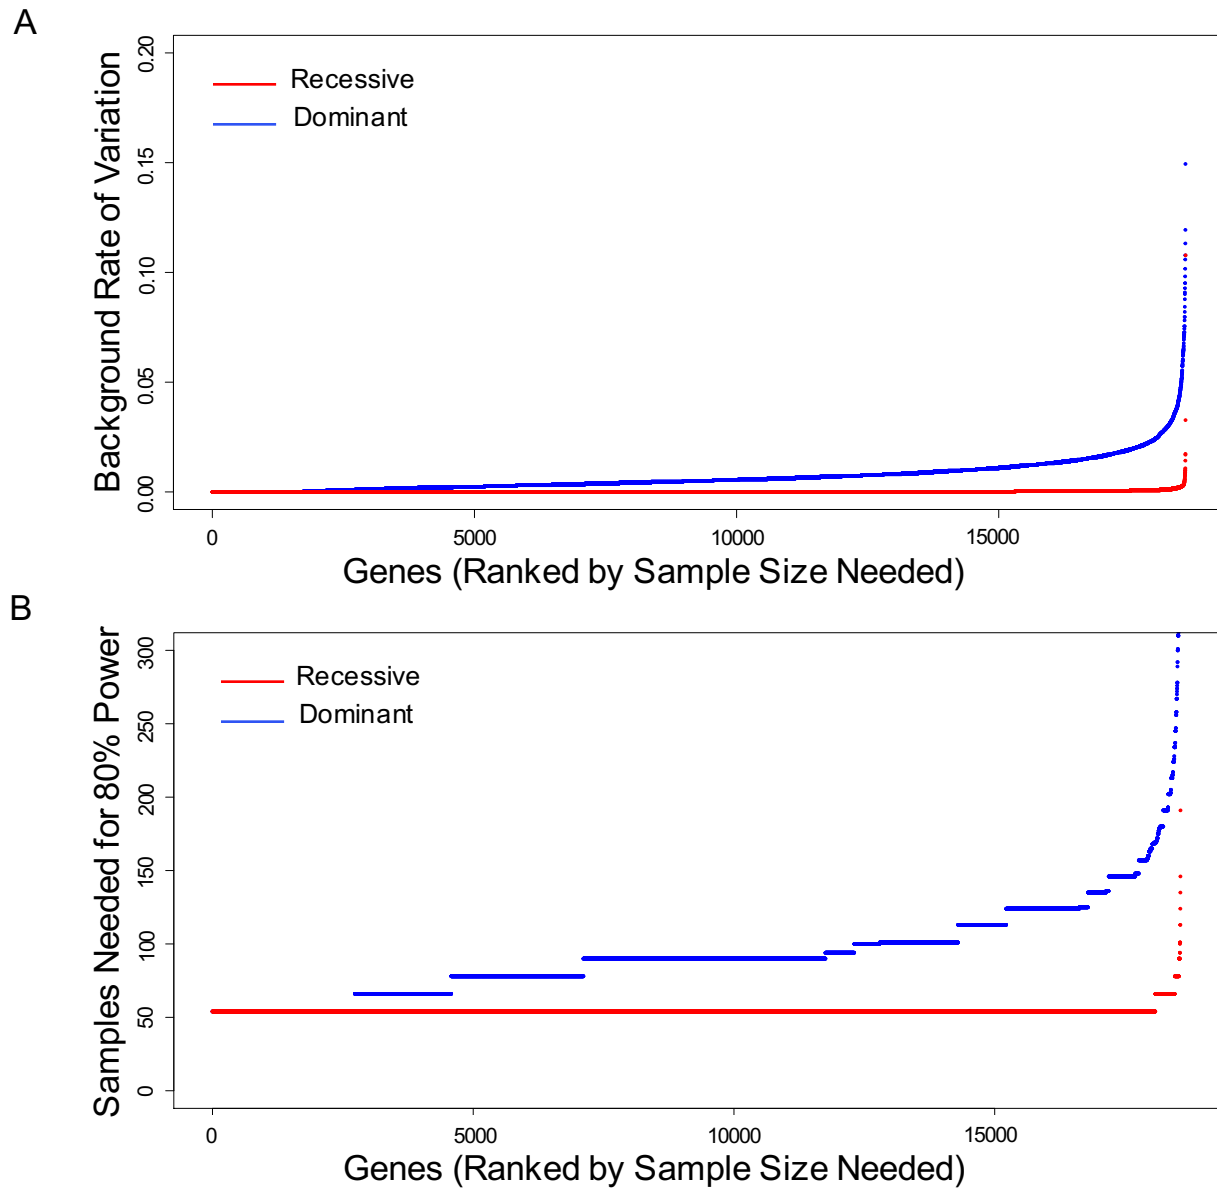 A
Background Rate of Variation
0.20
0.15
0.10
0.05
0.00
Recessive
Dominant
0
5000
10000
15000
Genes (Ranked by Sample Size Needed)
B
Samples Needed for 80% Power
300
250
200
150
100
50
0
Recessive
Dominant
0
5000
10000
15000
Genes (Ranked by Sample Size Needed)